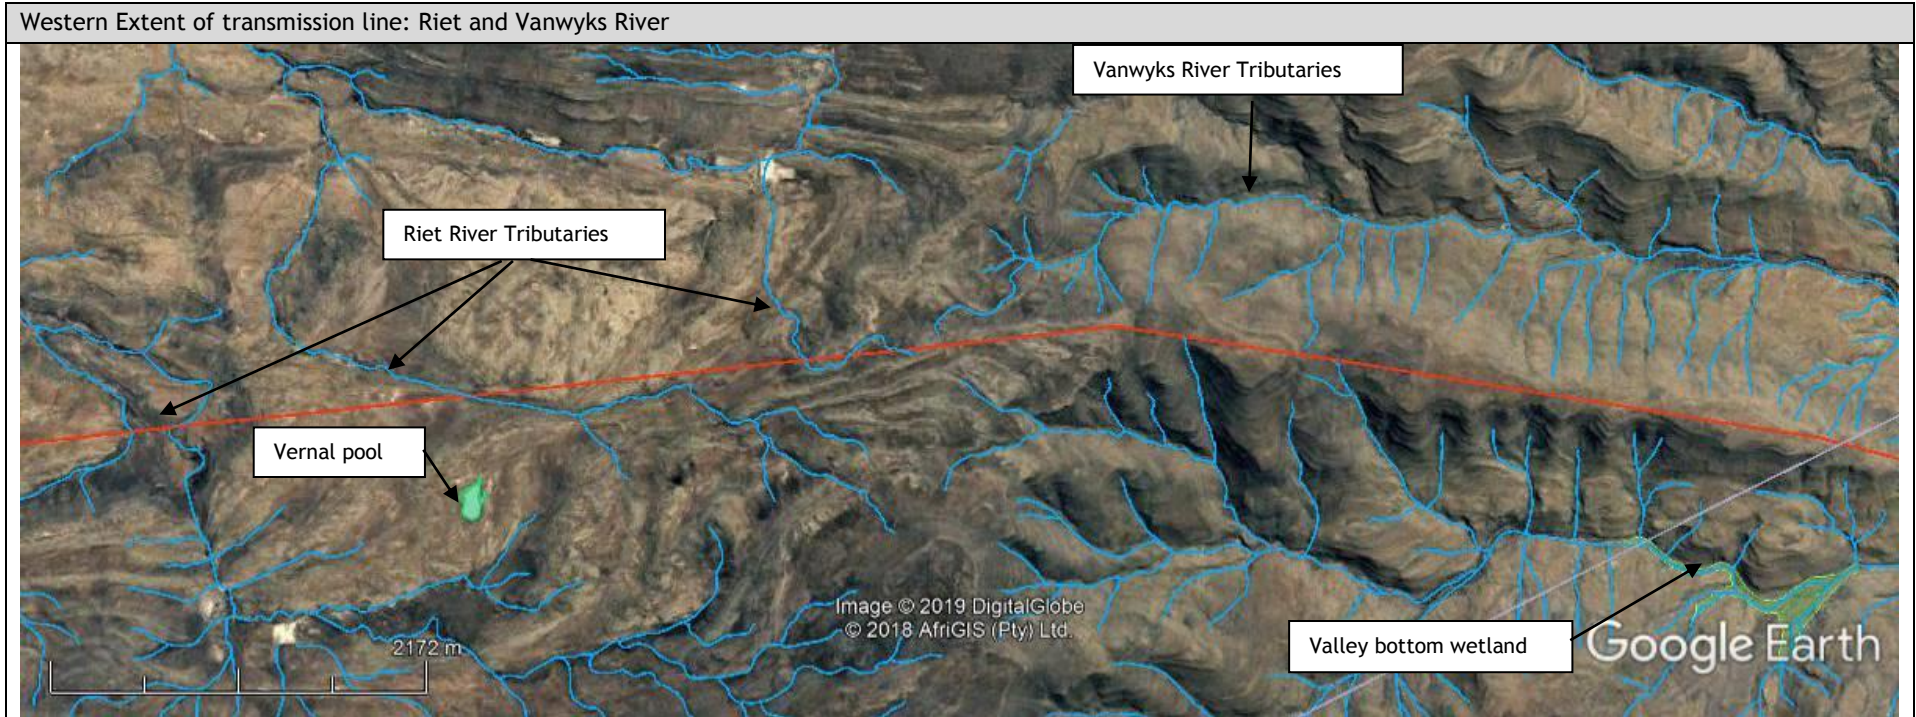 Western Extent of transmission line: Riet and Vanwyks River
Vanwyks River Tributaries
Riet River Tributaries
Vernal pool
Image © 2019 DigitalGlobe
© 2018 AfriGIS (Pty) Ltd.
2172 m
Valley bottom wetland
Google Earth